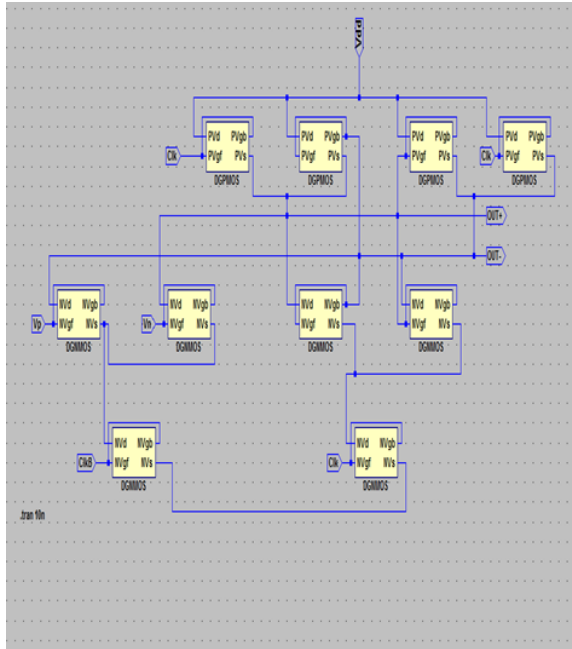 Vdd
PVd PVgb PVd PVgb PVd PVgb PVd PVgb
Clk PVgf PVs PVgf PVs PVgf PVs Clk PVgf PVs
DGPMOS DGPMOS DGPMOS DGPMOS
OUT+
OUT-
NVd NVgb NVd NVgb NVd NVgb NVd NVgb
Vp NVgf NVs Vn NVgf NVs NVgf NVs NVgf NVs
DGNMOS DGNMOS DGNMOS DGNMOS
NVd NVgb NVd NVgb
ClkB NVgf NVs Clk NVgf NVs
DGNMOS DGNMOS
.tran 10n